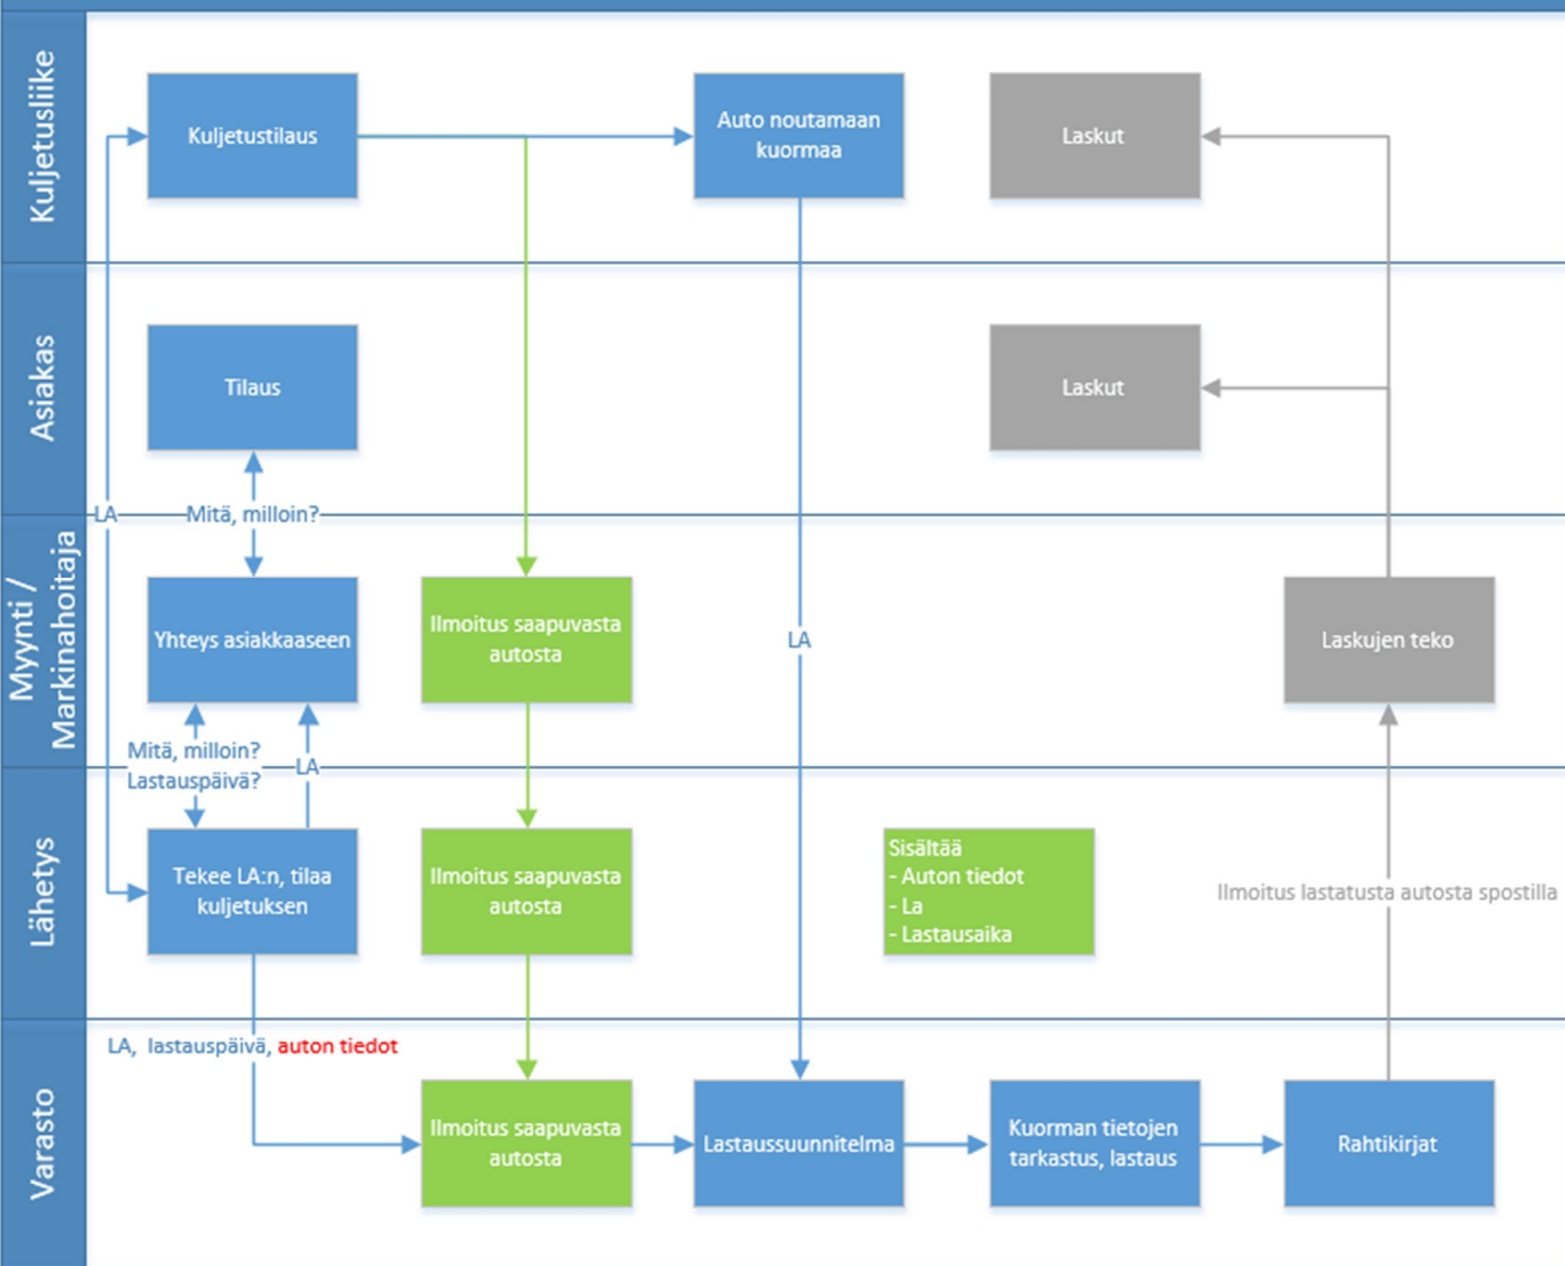 Kuljetusliike
Kuljetustilaus
Auto noutamaan
kuormaa
Laskut
Asiakas
Tilaus
Laskut
LA
Mitä, milloin?
Myynti /
Markinahoitaja
Yhteys asiakkaaseen
Ilmoitus saapuvasta
autosta
LA
Laskujen teko
Mitä, milloin?
Lastauspäivä?
LA
Lähetys
Tekee LA:n, tilaa
kuljetuksen
Ilmoitus saapuvasta
autosta
Sisältää
- Auton tiedot
- La
- Lastausaika
Ilmoitus lastatusta autosta spostilla
Varasto
LA, lastauspäivä, auton tiedot
Ilmoitus saapuvasta
autosta
Lastaussuunnitelma
Kuorman tietojen
tarkastus, lastaus
Rahtikirjat